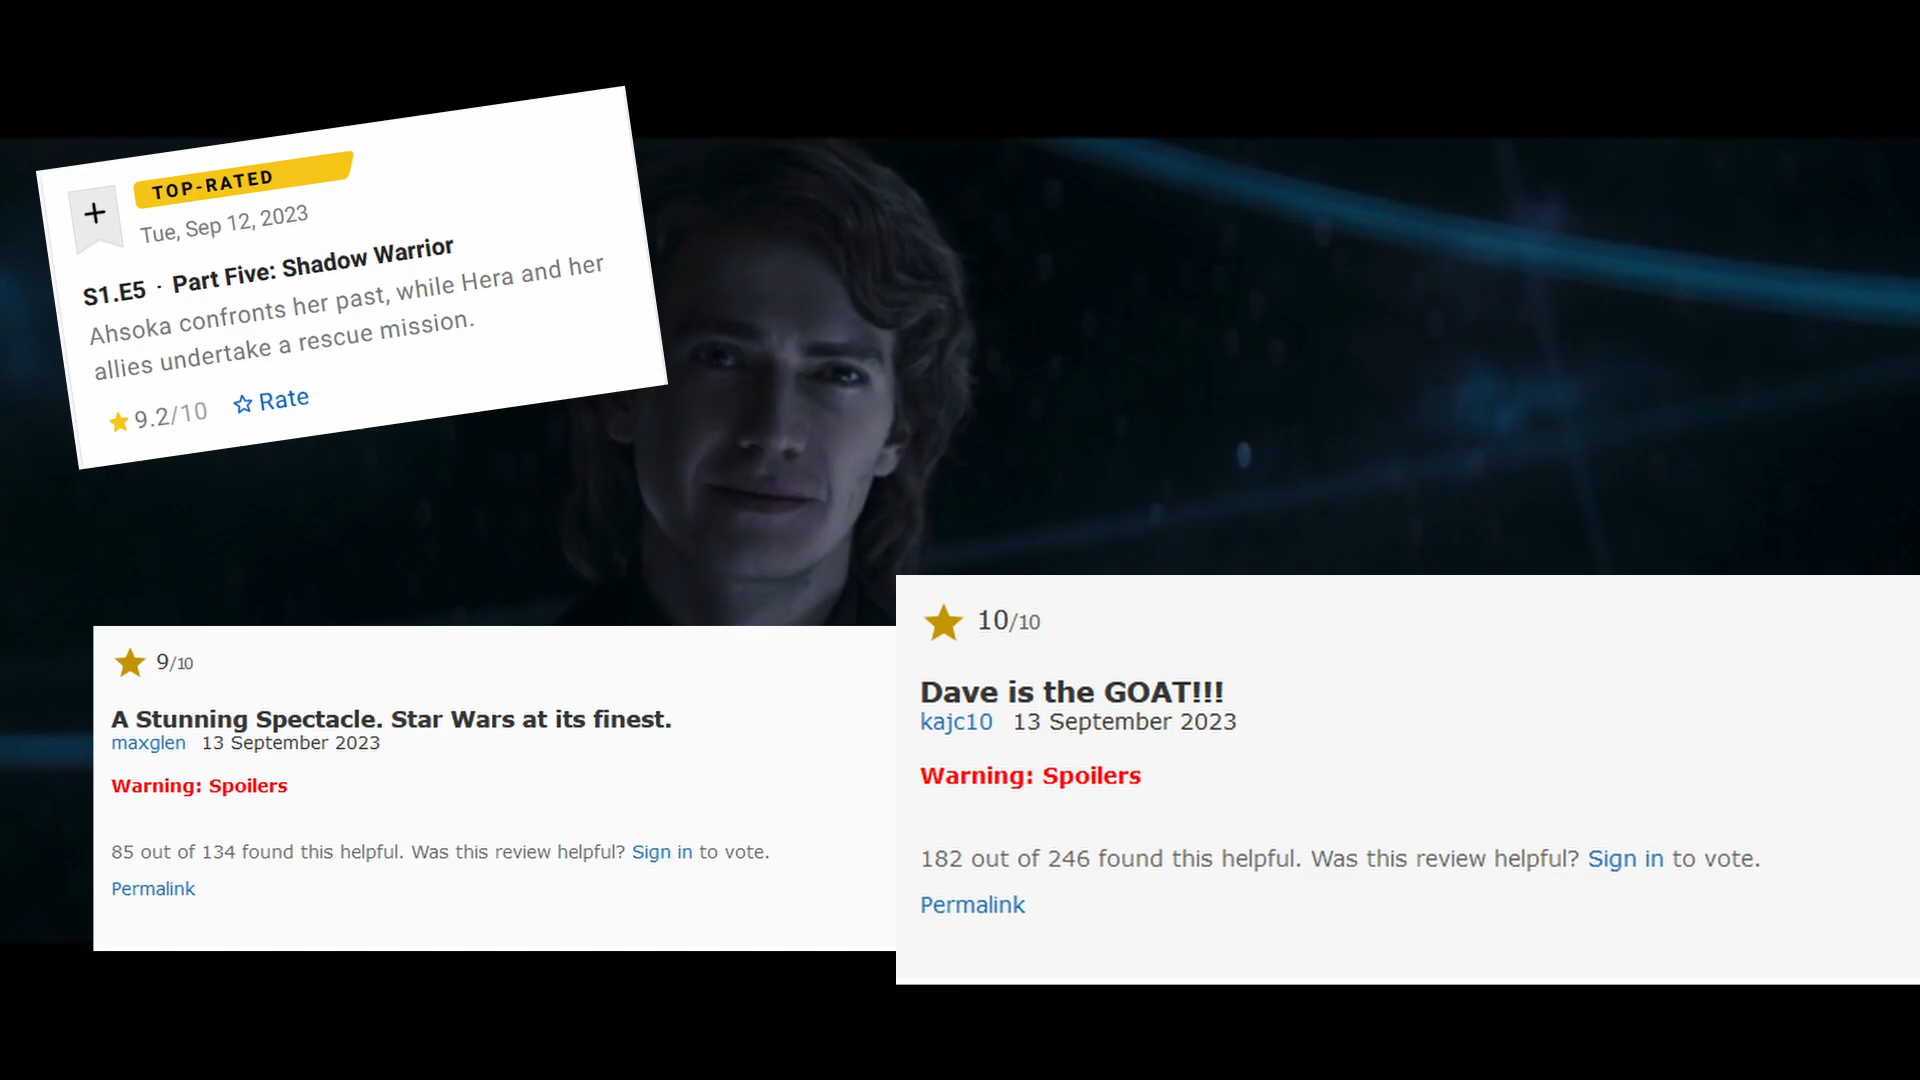 TOP-RATED
Tue, Sep 12, 2023
S1.E5 · Part Five: Shadow Warrior
Ahsoka confronts her past, while Hera and her
allies undertake a rescue mission.
9.2/10 Rate
9/10
A Stunning Spectacle. Star Wars at its finest.
maxglen 13 September 2023
Warning: Spoilers
85 out of 134 found this helpful. Was this review helpful? Sign in to vote.
Permalink
10/10
Dave is the GOAT!!!
kajc10 13 September 2023
Warning: Spoilers
182 out of 246 found this helpful. Was this review helpful? Sign in to vote.
Permalink